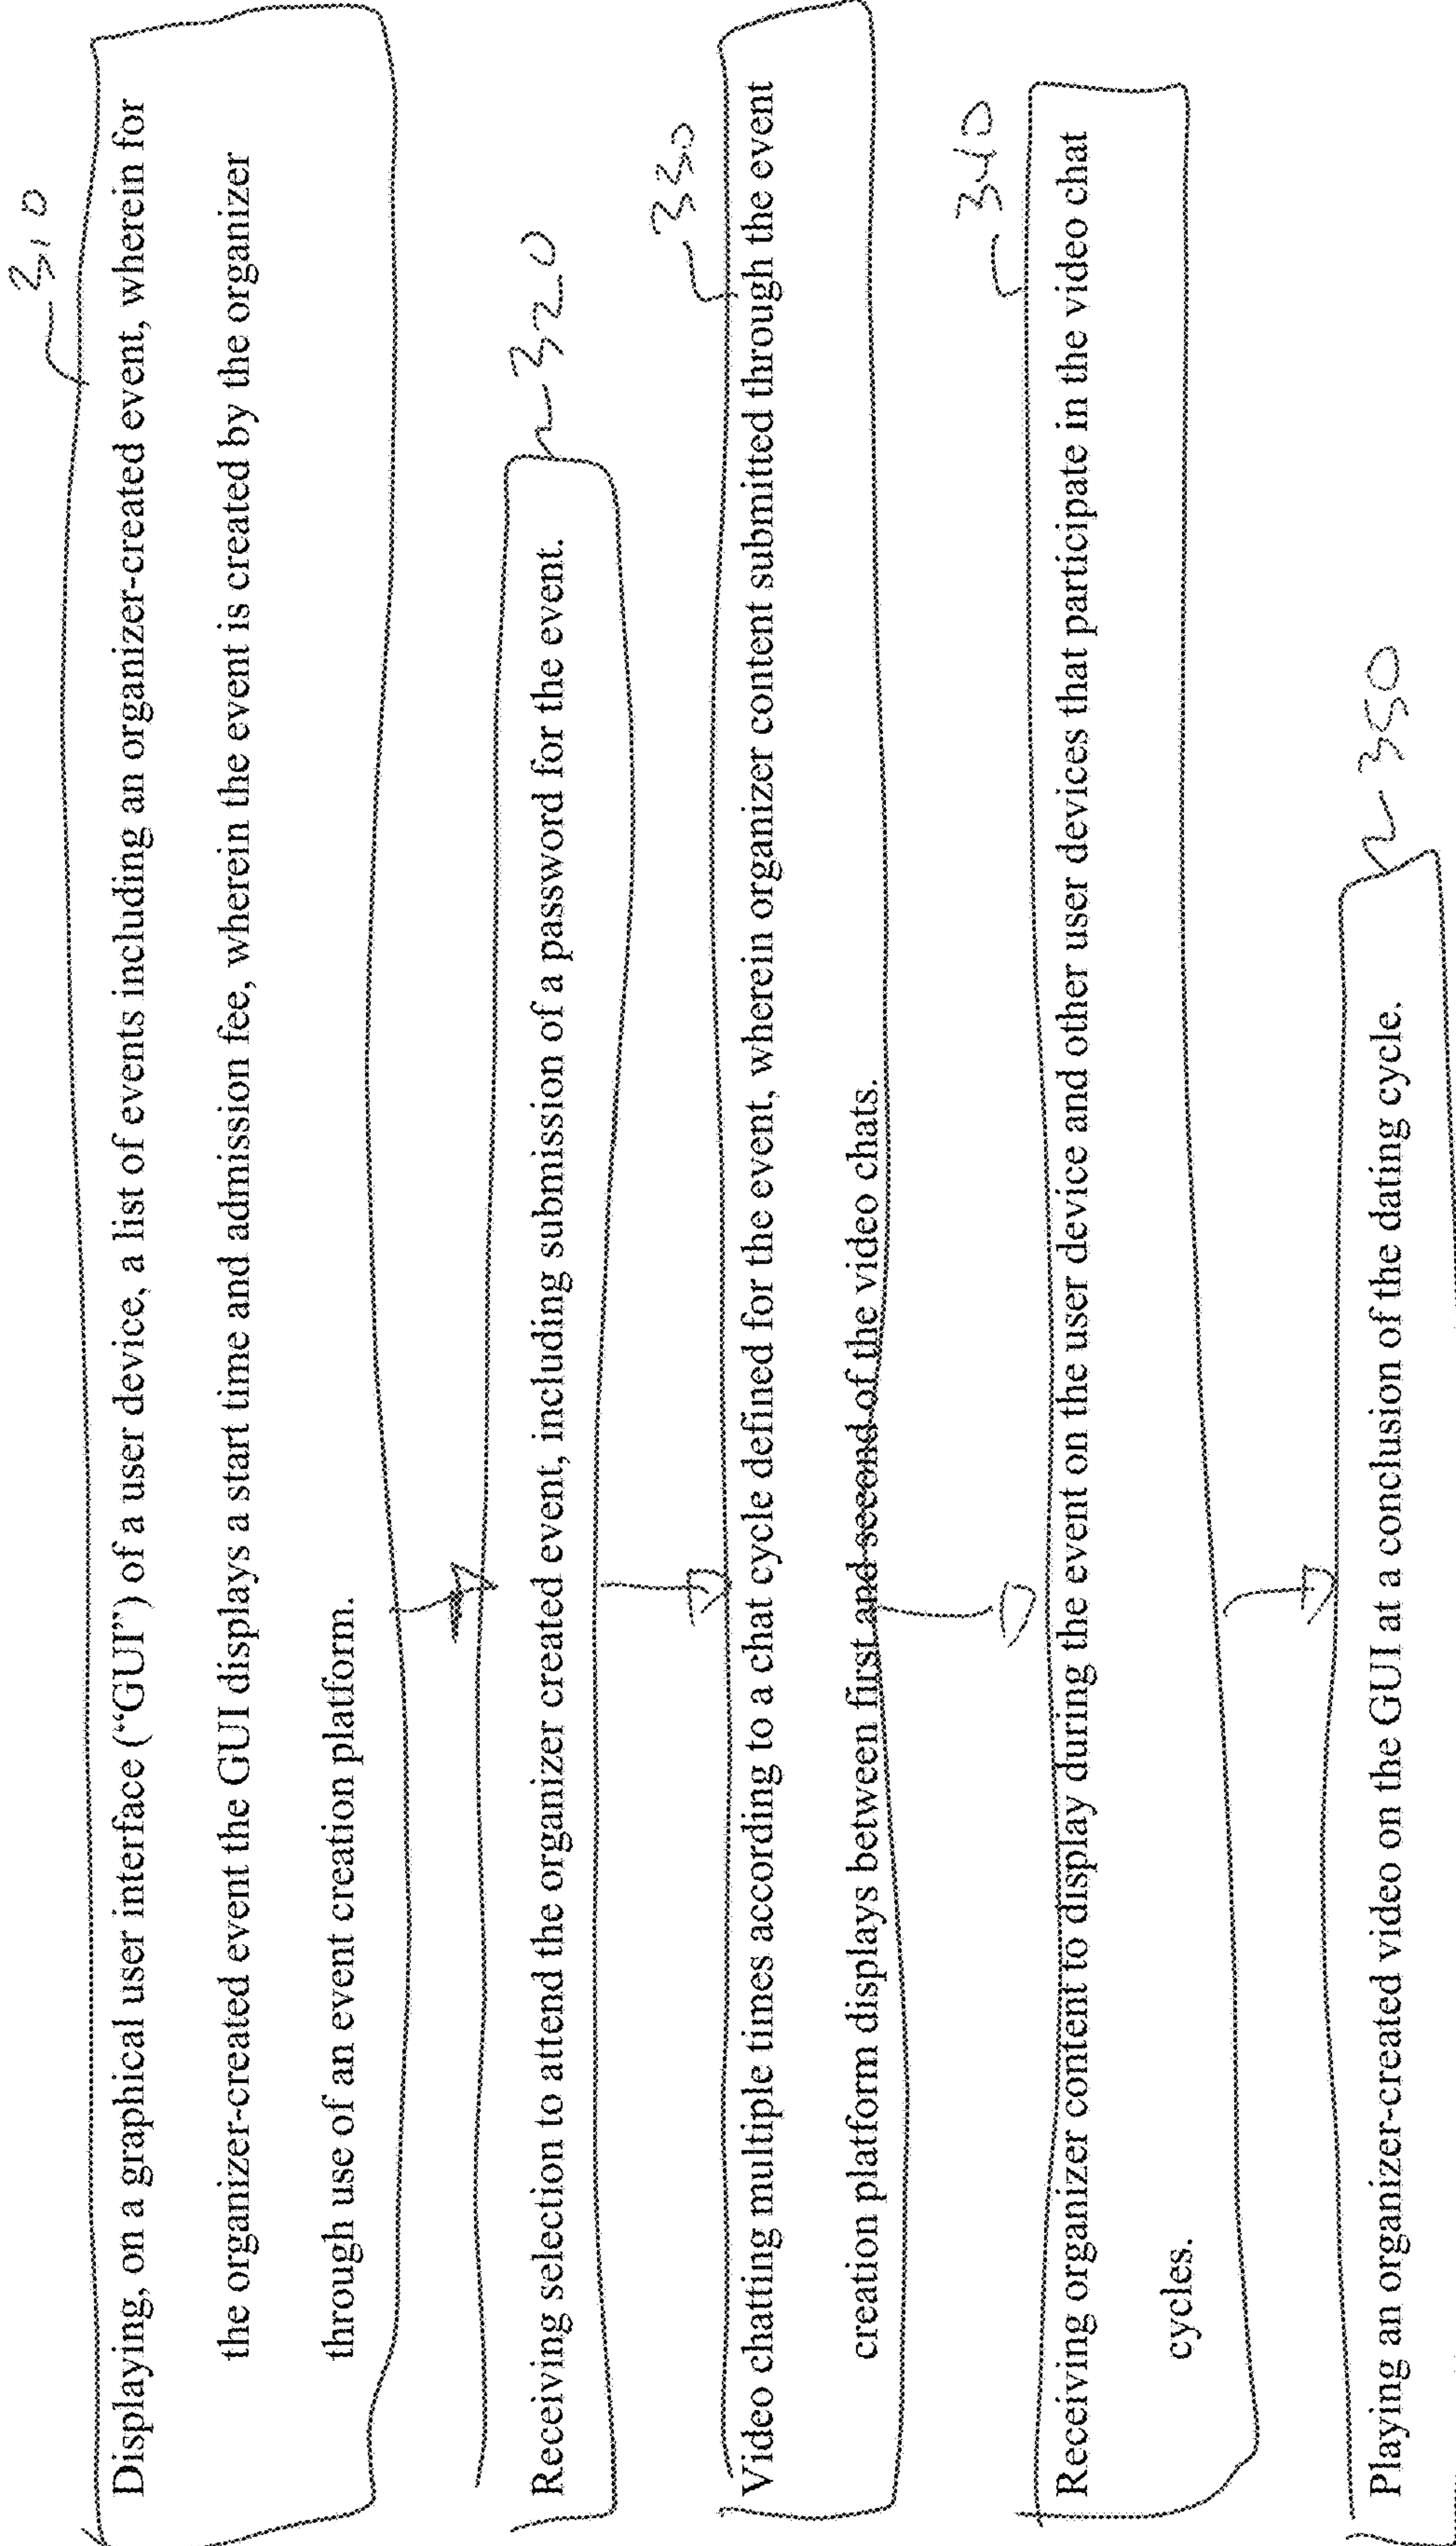 310
Displaying, on a graphical user interface (“GUI”) of a user device, a list of events including an organizer-created event, wherein for
the organizer-created event the GUI displays a start time and admission fee, wherein the event is created by the organizer
through use of an event creation platform.
320
Receiving selection to attend the organizer created event, including submission of a password for the event.
330
Video chatting multiple times according to a chat cycle defined for the event, wherein organizer content submitted through the event
creation platform displays between first and second of the video chats.
340
Receiving organizer content to display during the event on the user device and other user devices that participate in the video chat
cycles.
350
Playing an organizer-created video on the GUI at a conclusion of the dating cycle.